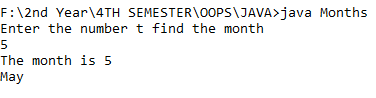 F:\2nd Year\4TH SEMESTER\OOPS\JAVA>java Months
Enter the number t find the month
5
The month is 5
May